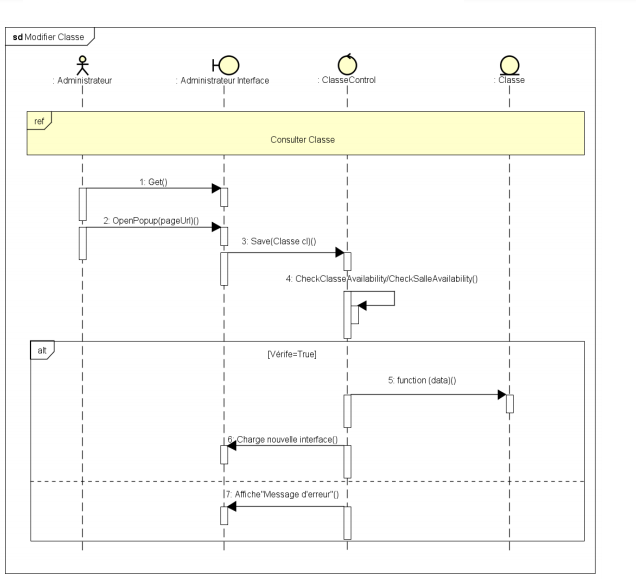 sd Modifier Classe
: Administrateur
: Administrateur Interface
: ClasseControl
: Classe
ref
Consulter Classe
1: Get()
2: OpenPopup(pageUrl)()
3: Save(Classe cl)()
4: CheckClasseAvailability/CheckSalleAvailability()
alt
[Vérife=True]
5: function (data)()
6: Charge nouvelle interface()
7: Affiche"Message d'erreur"()